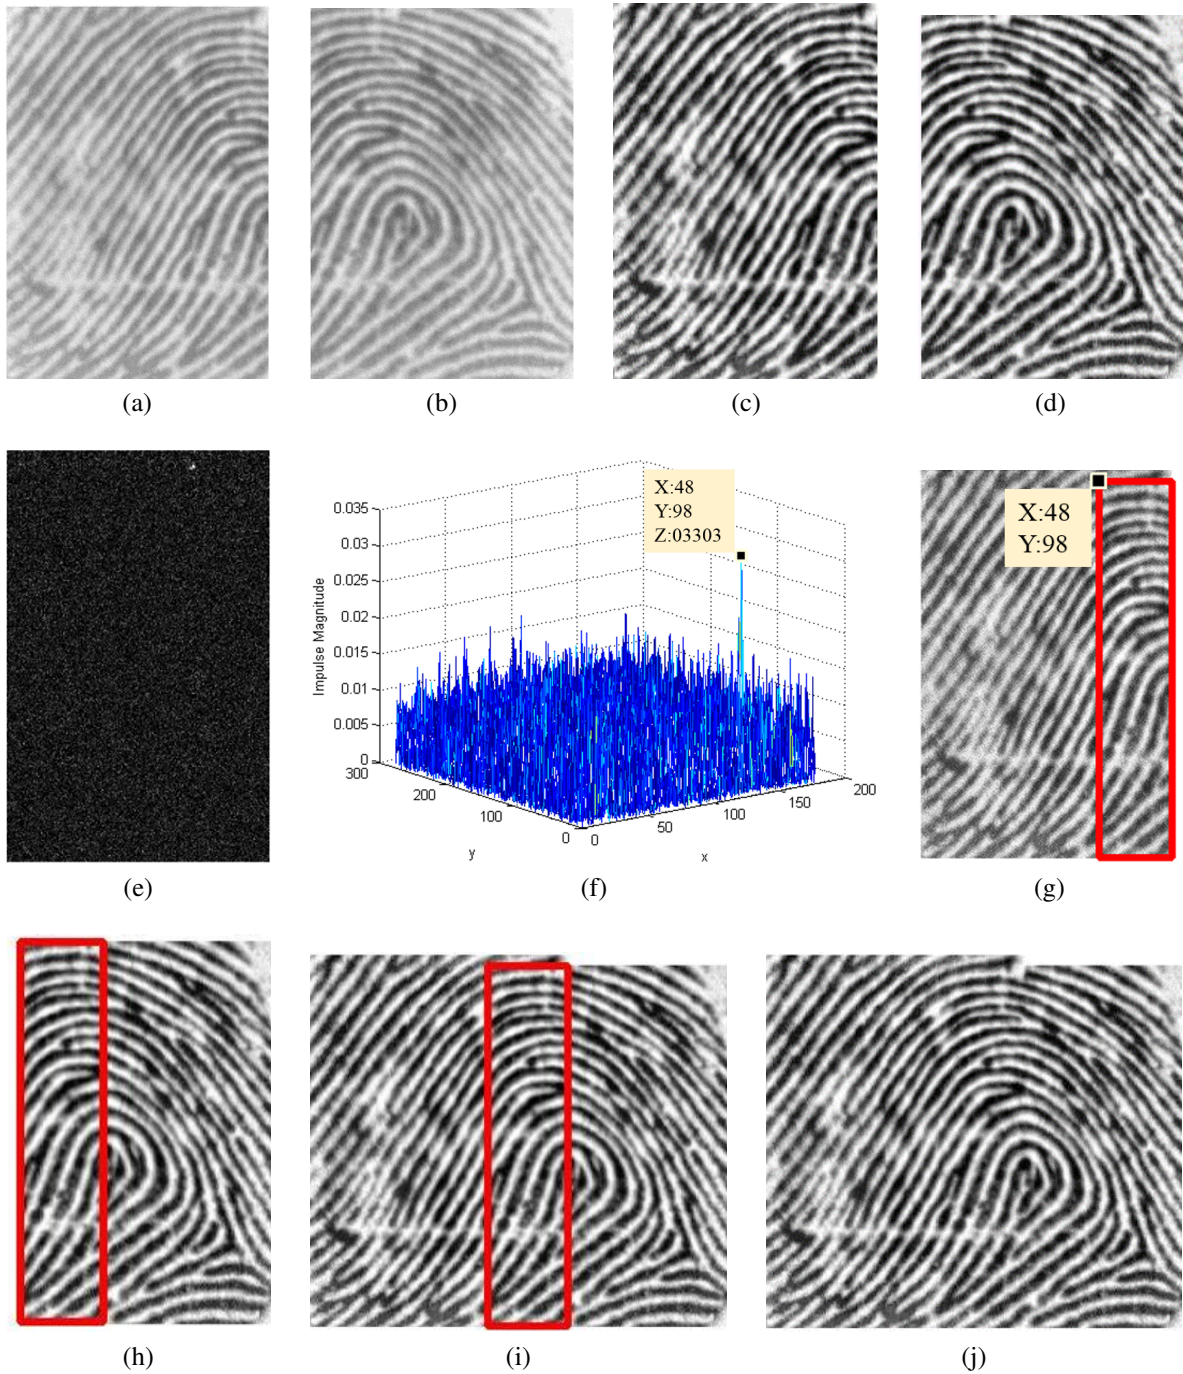 (a)
(b)
(c)
(d)
X:48
Y:98
Z:03303
0.035
0.03
0.025
0.02
0.015
0.01
0.005
0
Impulse Magnitude
300
200
100
0
y
0
50
100
150
200
x
X:48
Y:98
(e)
(f)
(g)
(h)
(i)
(j)